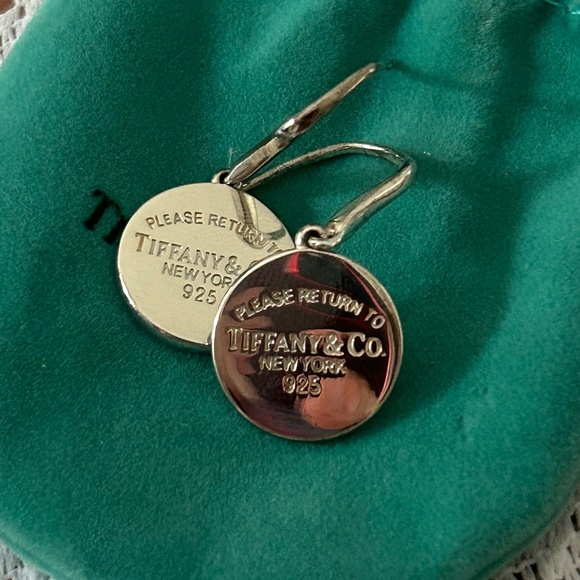 PLEASE RETURN TO
TIFFANY & CO.
NEW YORK
925
PLEASE RETURN T
TIFFANY & C
NEW YORK
925
T